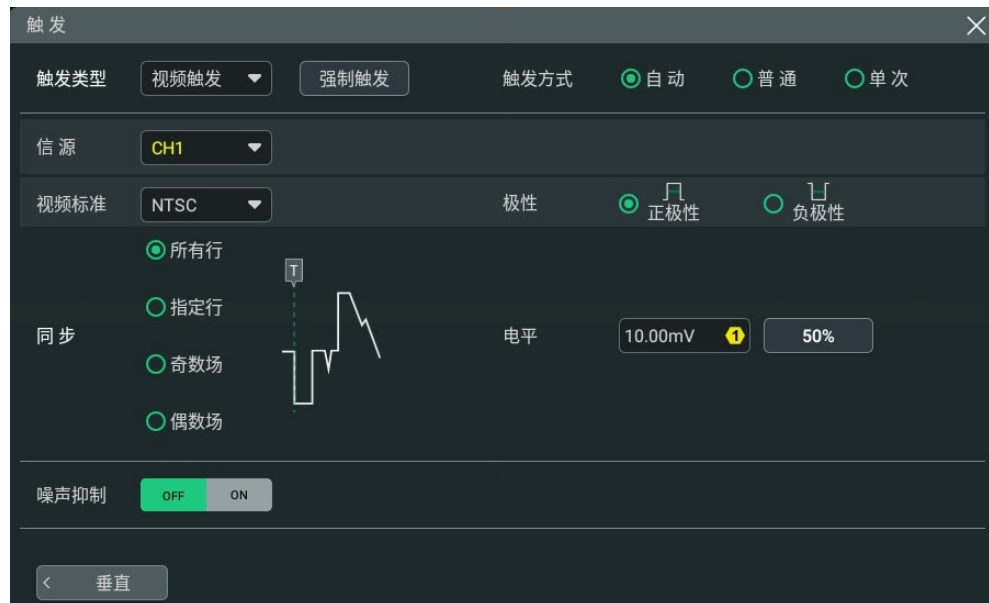 触发
触发类型 视频触发 强制触发 触发方式 自动 普通 单次
信源 CH1
视频标准 NTSC 极性 正极性 负极性
所有行
T
指定行
同步 电平 10.00mV 1 50%
奇数场
偶数场
噪声抑制 OFF ON
< 垂直